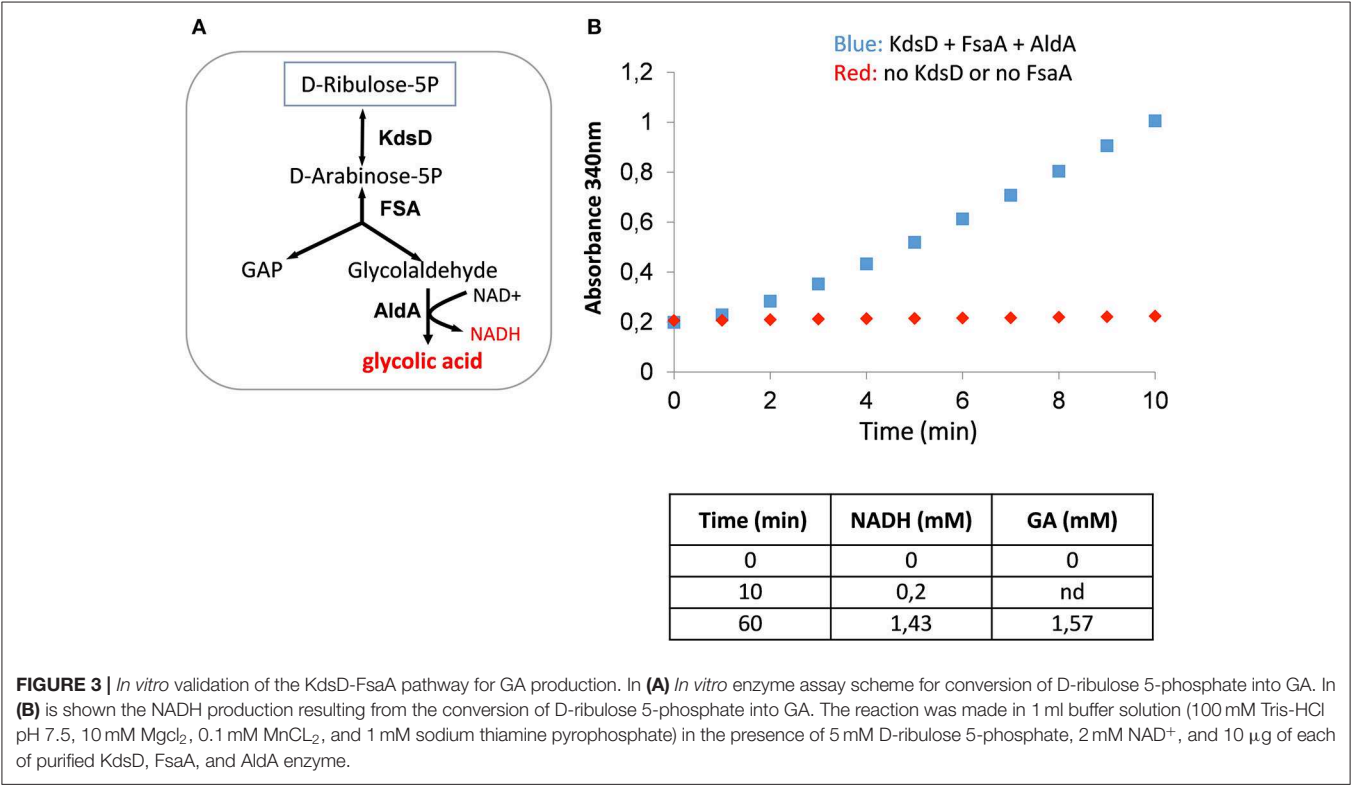 A
D-Ribulose-5P
KdsD
D-Arabinose-5P
FSA
GAP
Glycolaldehyde
AldA
NAD+
NADH
glycolic acid
B
Blue: KdsD + FsaA + AldA
Red: no KdsD or no FsaA
1,2
1
0,8
0,6
0,4
0,2
0
Absorbance 340nm
0 2 4 6 8 10
Time (min)
Time (min) NADH (mM) GA (mM)
0 0 0
10 0,2 nd
60 1,43 1,57
FIGURE 3 | In vitro validation of the KdsD-FsaA pathway for GA production. In (A) In vitro enzyme assay scheme for conversion of D-ribulose 5-phosphate into GA. In
(B) is shown the NADH production resulting from the conversion of D-ribulose 5-phosphate into GA. The reaction was made in 1 ml buffer solution (100 mM Tris-HCl
pH 7.5, 10 mM Mgcl₂, 0.1 mM MnCL₂, and 1 mM sodium thiamine pyrophosphate) in the presence of 5 mM D-ribulose 5-phosphate, 2 mM NAD⁺, and 10 μg of each
of purified KdsD, FsaA, and AldA enzyme.